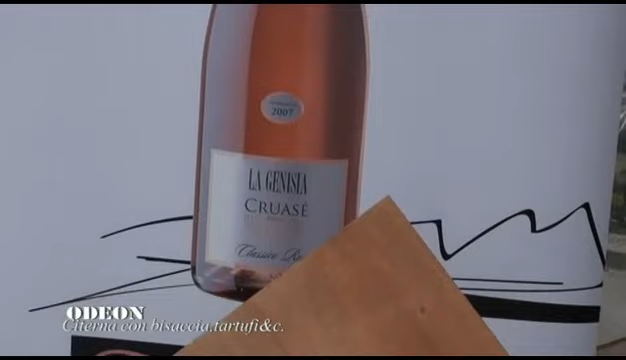 2007
LA GENISIA
CRUASÉ
Classico
ODEON
Citerna con bisaccia,tartufi&c.